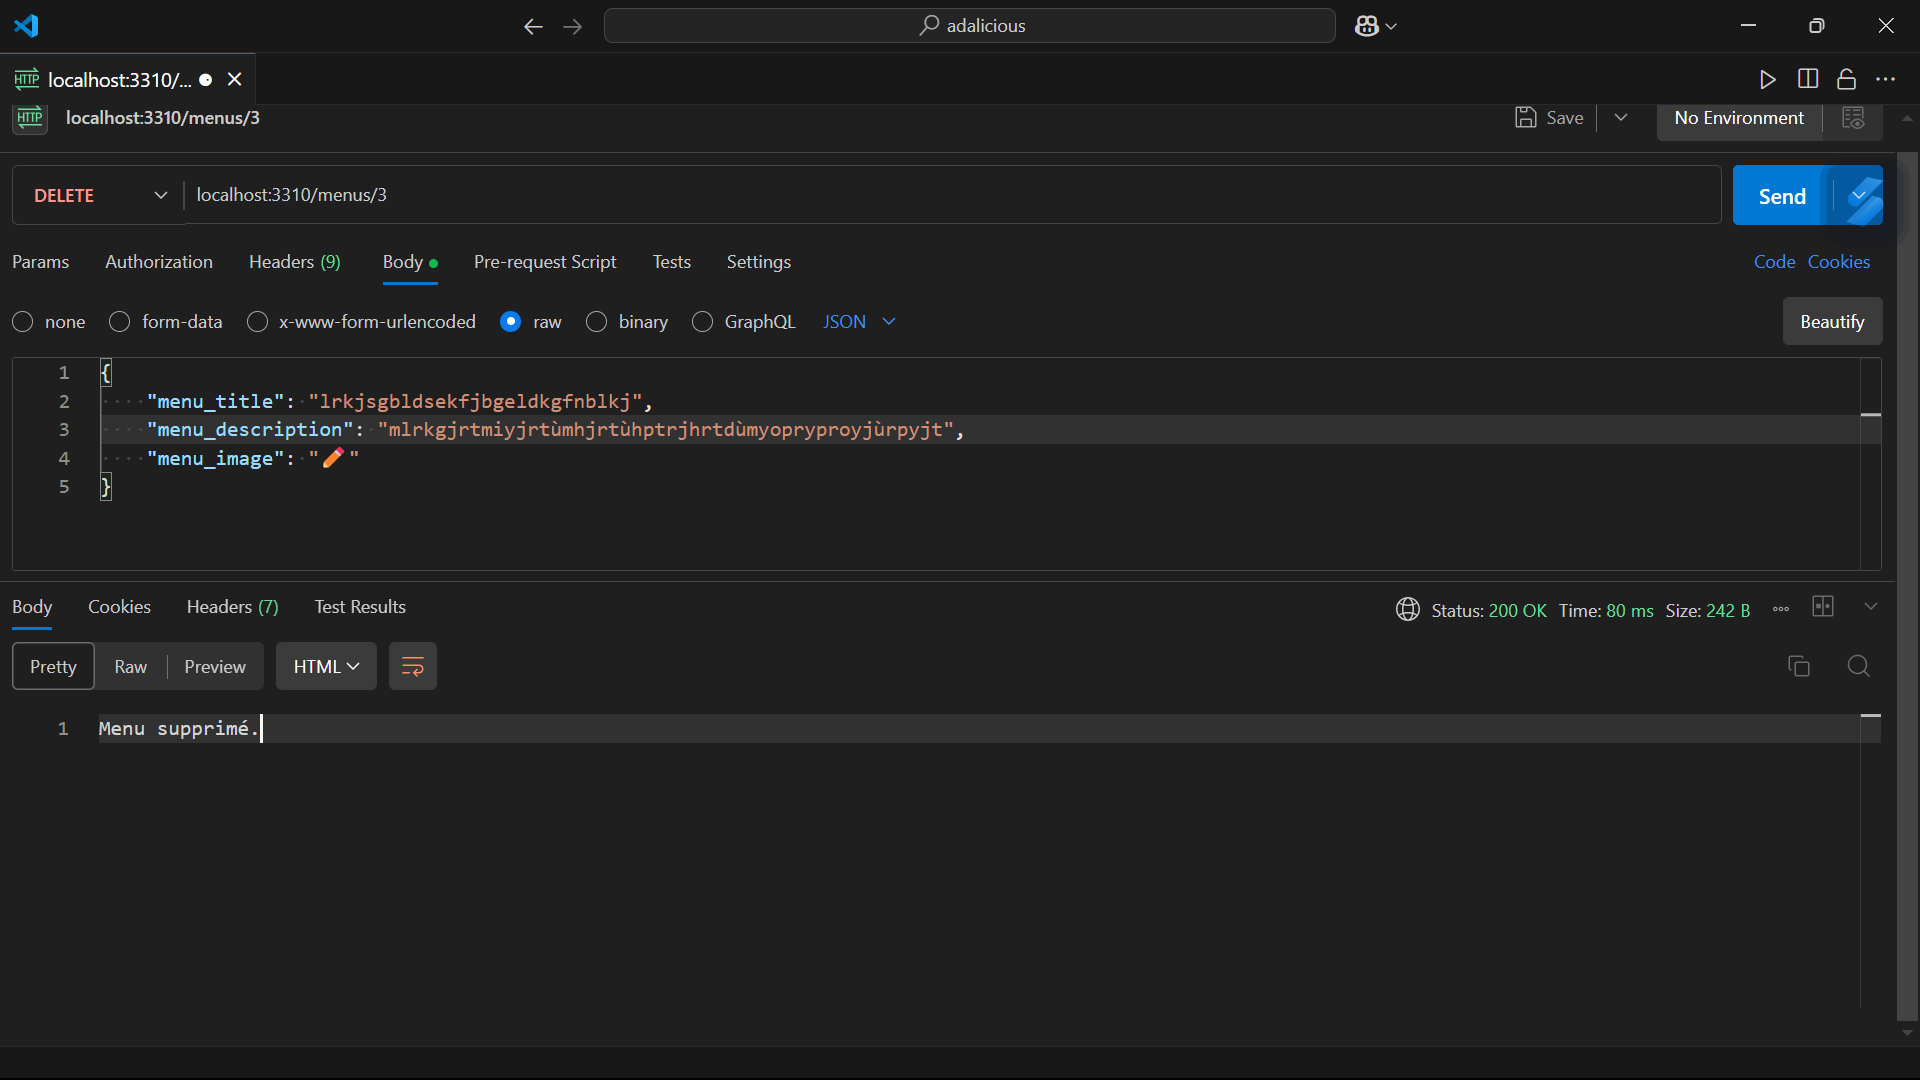 adalicious
HTTP localhost:3310/...
HTTP localhost:3310/menus/3
Save
No Environment
DELETE
localhost:3310/menus/3
Send
Params Authorization Headers (9) Body Pre-request Script Tests Settings
Code Cookies
none form-data x-www-form-urlencoded raw binary GraphQL JSON
Beautify
1 {
2 "menu_title": "lrkjsgbldsekfjbgeldkgfnblkj",
3 "menu_description": "mlrkgjrtmiyjrtùmhjrtùhptrjhrtdùmyopryproyjùrpyjt",
4 "menu_image": "✏️"
5 }
Body Cookies Headers (7) Test Results
Status: 200 OK Time: 80 ms Size: 242 B
Pretty Raw Preview HTML
1 Menu supprimé.